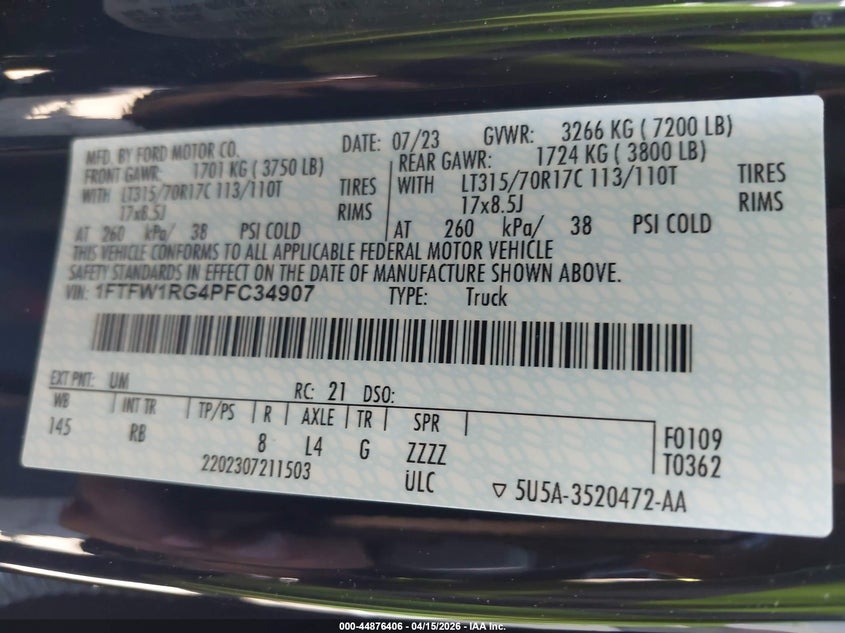 MFD. BY FORD MOTOR CO. DATE: 07/23 GVWR: 3266 KG ( 7200 LB)
FRONT GAWR: 1701 KG ( 3750 LB) REAR GAWR: 1724 KG ( 3800 LB)
WITH LT315/70R17C 113/110T TIRES WITH LT315/70R17C 113/110T TIRES
17x8.5J RIMS 17x8.5J RIMS
AT 260 kPa/ 38 PSI COLD AT 260 kPa/ 38 PSI COLD
THIS VEHICLE CONFORMS TO ALL APPLICABLE FEDERAL MOTOR VEHICLE
SAFETY STANDARDS IN EFFECT ON THE DATE OF MANUFACTURE SHOWN ABOVE.
VIN: 1FTFW1RG4PFC34907 TYPE: Truck
EXT PNT: UM RC: 21 DSO:
WB INT TR TP/PS R AXLE TR SPR
145 RB 8 L4 G ZZZZ F0109
T0362
2202307211503 üLC ▽ 5U5A-3520472-AA
000-44876406 - 04/15/2026 - IAA Inc.